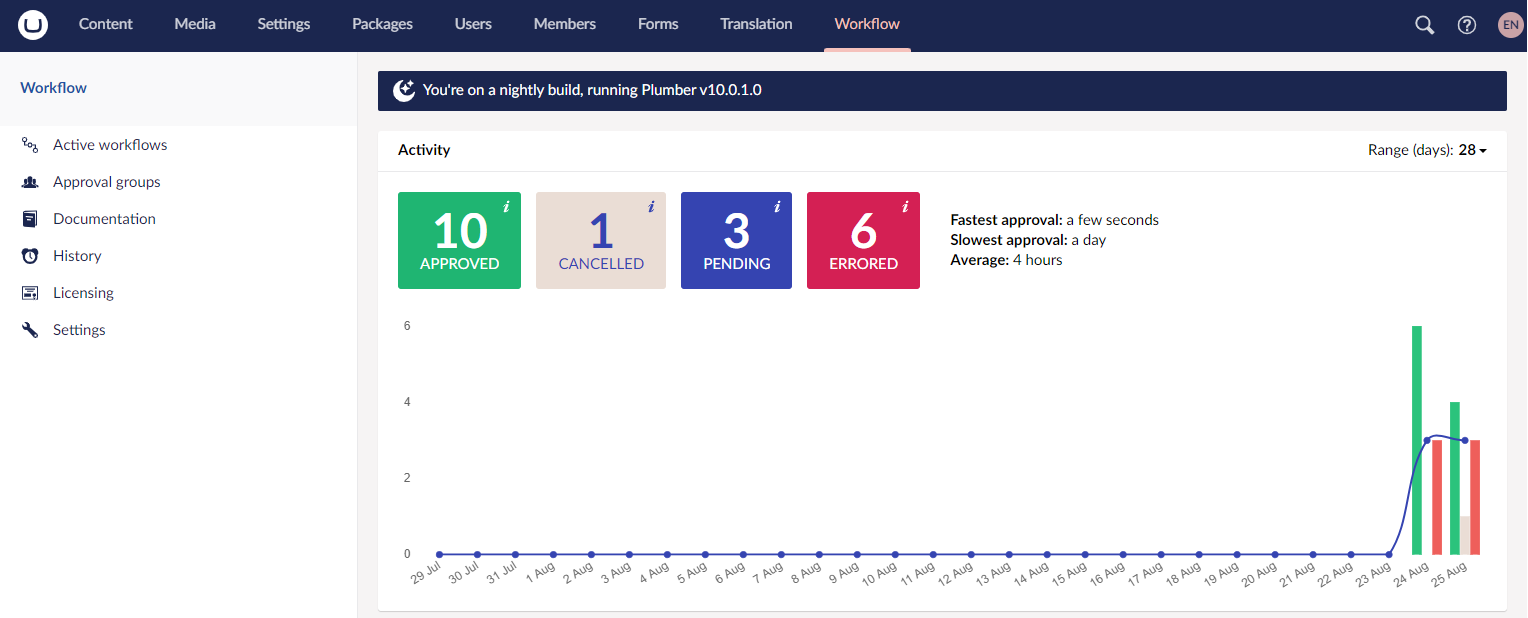 Content Media Settings Packages Users Members Forms Translation Workflow EN
Workflow
Active workflows
Approval groups
Documentation
History
Licensing
Settings
You're on a nightly build, running Plumber v10.0.1.0
Activity
Range (days): 28
10
APPROVED
1
CANCELLED
3
PENDING
6
ERRORED
Fastest approval: a few seconds
Slowest approval: a day
Average: 4 hours
6
4
2
0
29 Jul 30 Jul 31 Jul 1 Aug 2 Aug 3 Aug 4 Aug 5 Aug 6 Aug 7 Aug 8 Aug 9 Aug 10 Aug 11 Aug 12 Aug 13 Aug 14 Aug 15 Aug 16 Aug 17 Aug 18 Aug 19 Aug 20 Aug 21 Aug 22 Aug 23 Aug 24 Aug 25 Aug